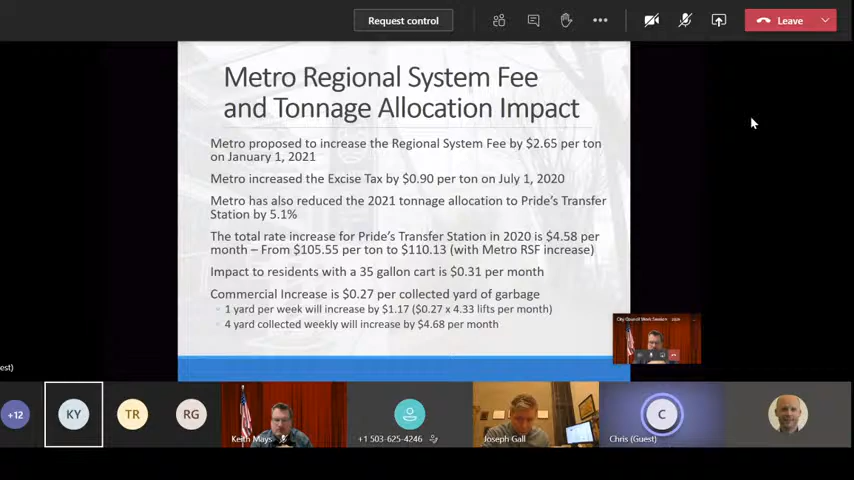 Request control
Leave
Metro Regional System Fee
and Tonnage Allocation Impact
Metro proposed to increase the Regional System Fee by $2.65 per ton
on January 1, 2021
Metro increased the Excise Tax by $0.90 per ton on July 1, 2020
Metro has also reduced the 2021 tonnage allocation to Pride's Transfer
Station by 5.1%
The total rate increase for Pride's Transfer Station in 2020 is $4.58 per
month – From $105.55 per ton to $110.13 (with Metro RSF increase)
Impact to residents with a 35 gallon cart is $0.31 per month
Commercial Increase is $0.27 per collected yard of garbage
1 yard per week will increase by $1.17 ($0.27 x 4.33 lifts per month)
4 yard collected weekly will increase by $4.68 per month
City Council Work Session
est)
+12
KY
TR
RG
C
Keith Mays
+1 503-625-4246
Joseph Gall
Chris (Guest)